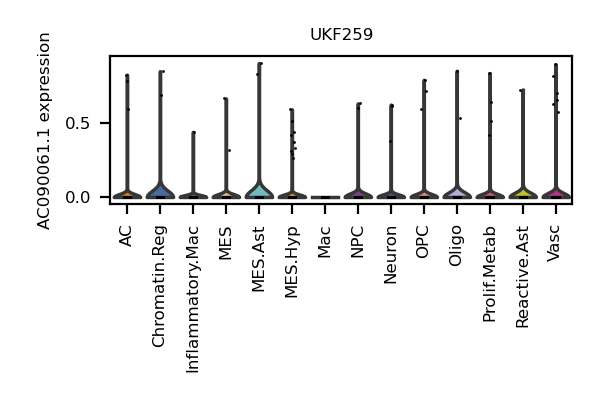 UKF259
AC090061.1 expression
0.5
0.0
AC
Chromatin.Reg
Inflammatory.Mac
MES
MES.Ast
MES.Hyp
Mac
NPC
Neuron
OPC
Oligo
Prolif.Metab
Reactive.Ast
Vasc